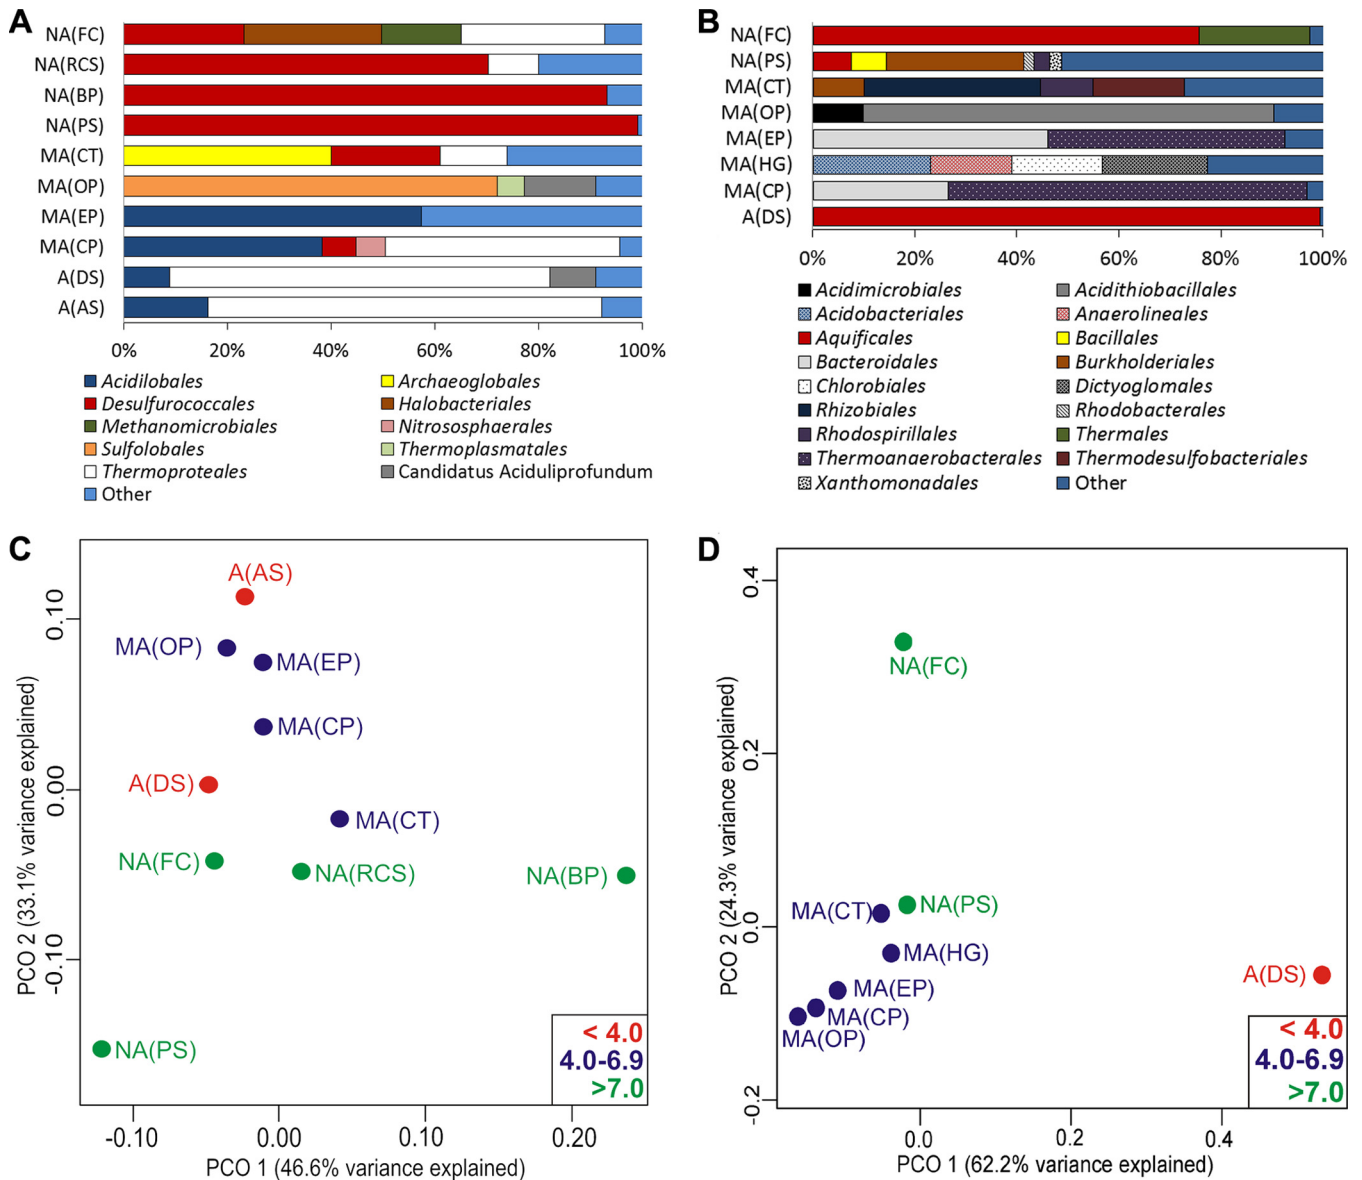 A
NA(FC)
NA(RCS)
NA(BP)
NA(PS)
MA(CT)
MA(OP)
MA(EP)
MA(CP)
A(DS)
A(AS)
0% 20% 40% 60% 80% 100%
Acidilobales Archaeoglobales
Desulfurococcales Halobacteriales
Methanomicrobiales Nitrososphaerales
Sulfolobales Thermoplasmatales
Thermoproteales Candidatus Aciduliprofundum
Other
B
NA(FC)
NA(PS)
MA(CT)
MA(OP)
MA(EP)
MA(HG)
MA(CP)
A(DS)
0% 20% 40% 60% 80% 100%
Acidimicrobiales Acidithiobacillales
Acidobacteriales Anaerolineales
Aquificales Bacillales
Bacteroidales Burkholderiales
Chlorobiales Dictyoglomales
Rhizobiales Rhodobacterales
Rhodospirillales Thermales
Thermoanaerobacterales Thermodesulfobacteriales
Xanthomonadales Other
C
PCO 2 (33.1% variance explained)
0.10
0.00
-0.10
A(AS)
MA(OP)
MA(EP)
MA(CP)
A(DS)
MA(CT)
NA(FC)
NA(RCS)
NA(BP)
NA(PS)
< 4.0
4.0-6.9
>7.0
-0.10 0.00 0.10 0.20
PCO 1 (46.6% variance explained)
D
PCO 2 (24.3% variance explained)
0.4
0.2
0.0
-0.2
NA(FC)
MA(CT)
NA(PS)
MA(HG)
A(DS)
MA(EP)
MA(CP)
MA(OP)
< 4.0
4.0-6.9
>7.0
0.0 0.2 0.4
PCO 1 (62.2% variance explained)